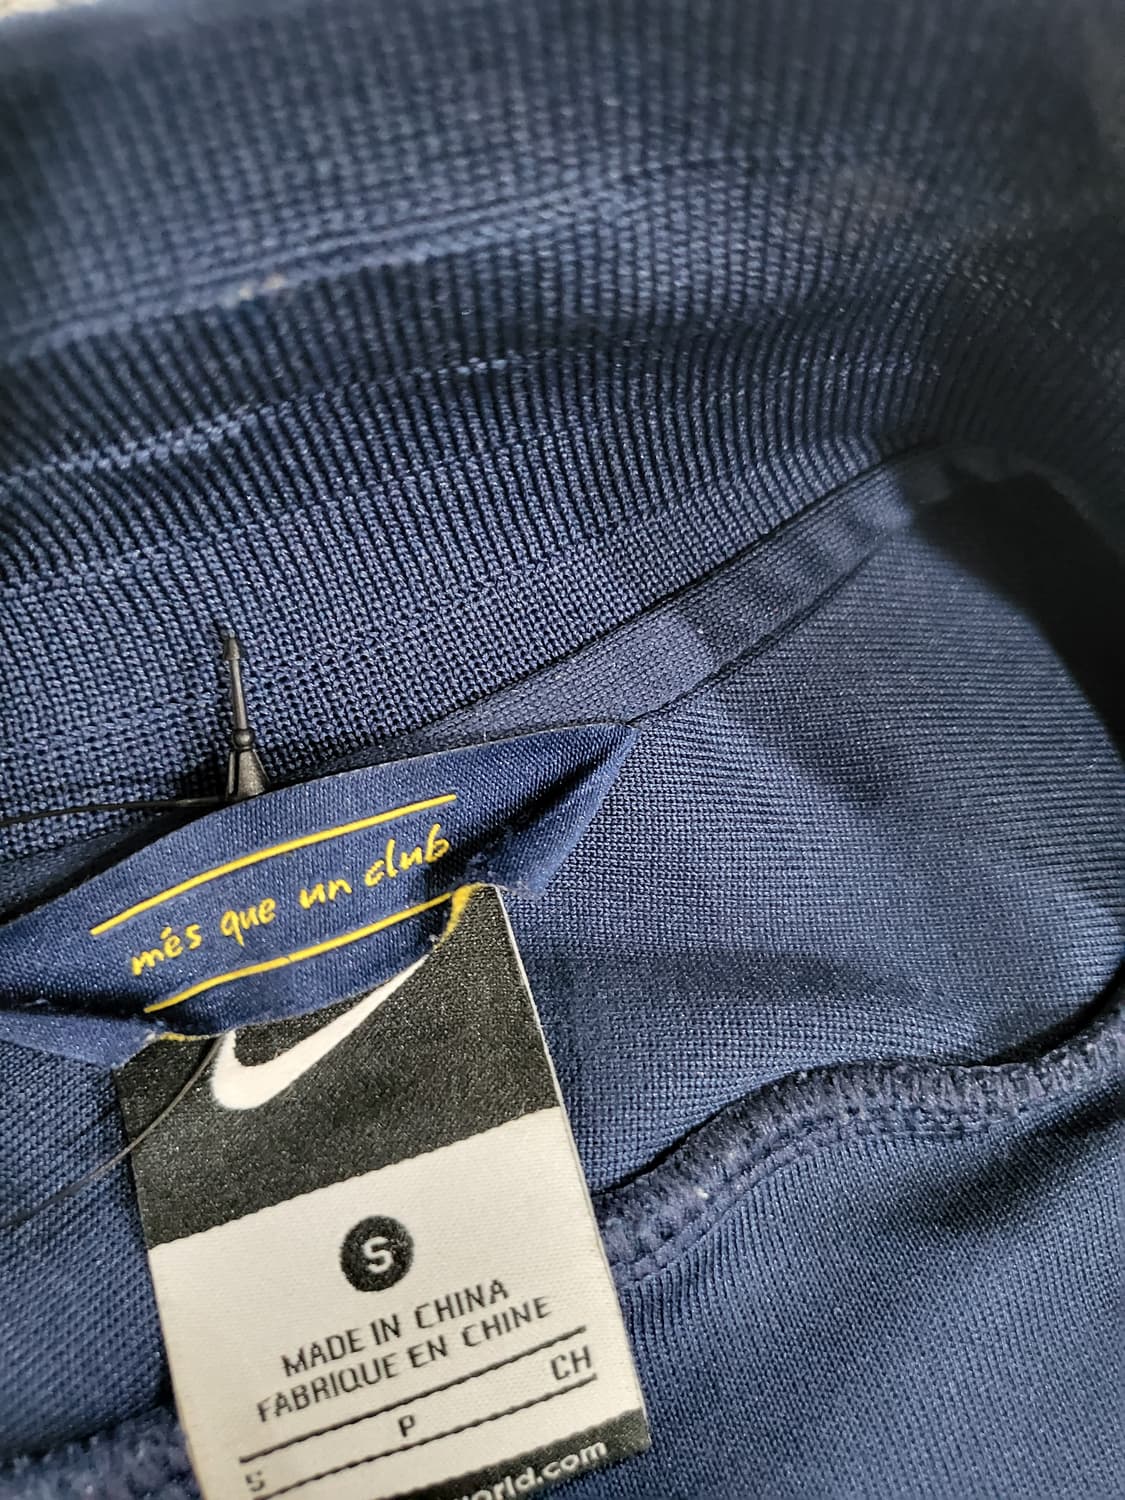 més que un club
S
MADE IN CHINA
FABRIQUE EN CHINE
S P CH